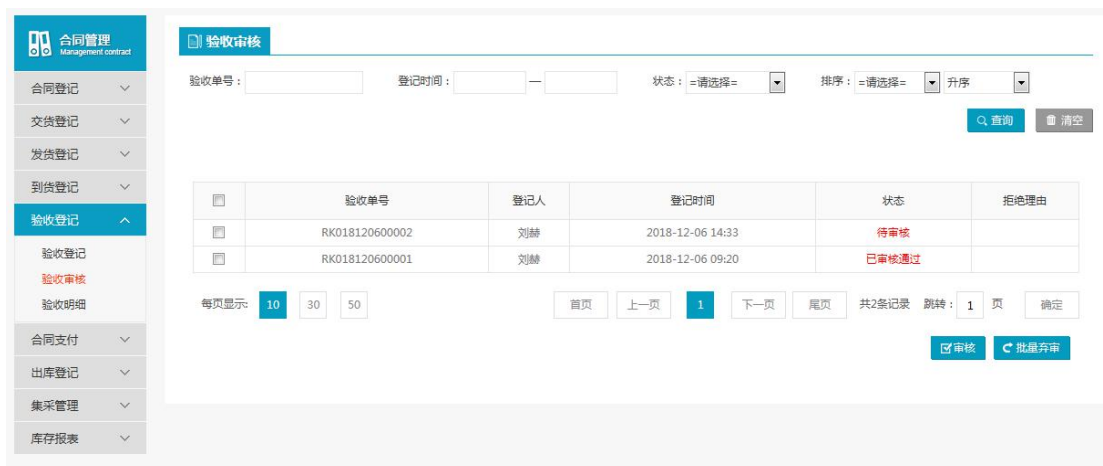 合同管理
Management contract
合同登记
交货登记
发货登记
到货登记
验收登记
验收登记
验收审核
验收明细
合同支付
出库登记
集采管理
库存报表
验收审核
验收单号： 登记时间： — 状态： =请选择= 排序： =请选择= 升序
查询 清空
验收单号 登记人 登记时间 状态 拒绝理由
RK018120600002 刘赫 2018-12-06 14:33 待审核
RK018120600001 刘赫 2018-12-06 09:20 已审核通过
每页显示: 10 30 50 首页 上一页 1 下一页 尾页 共2条记录 跳转： 1 页 确定
审核 批量弃审